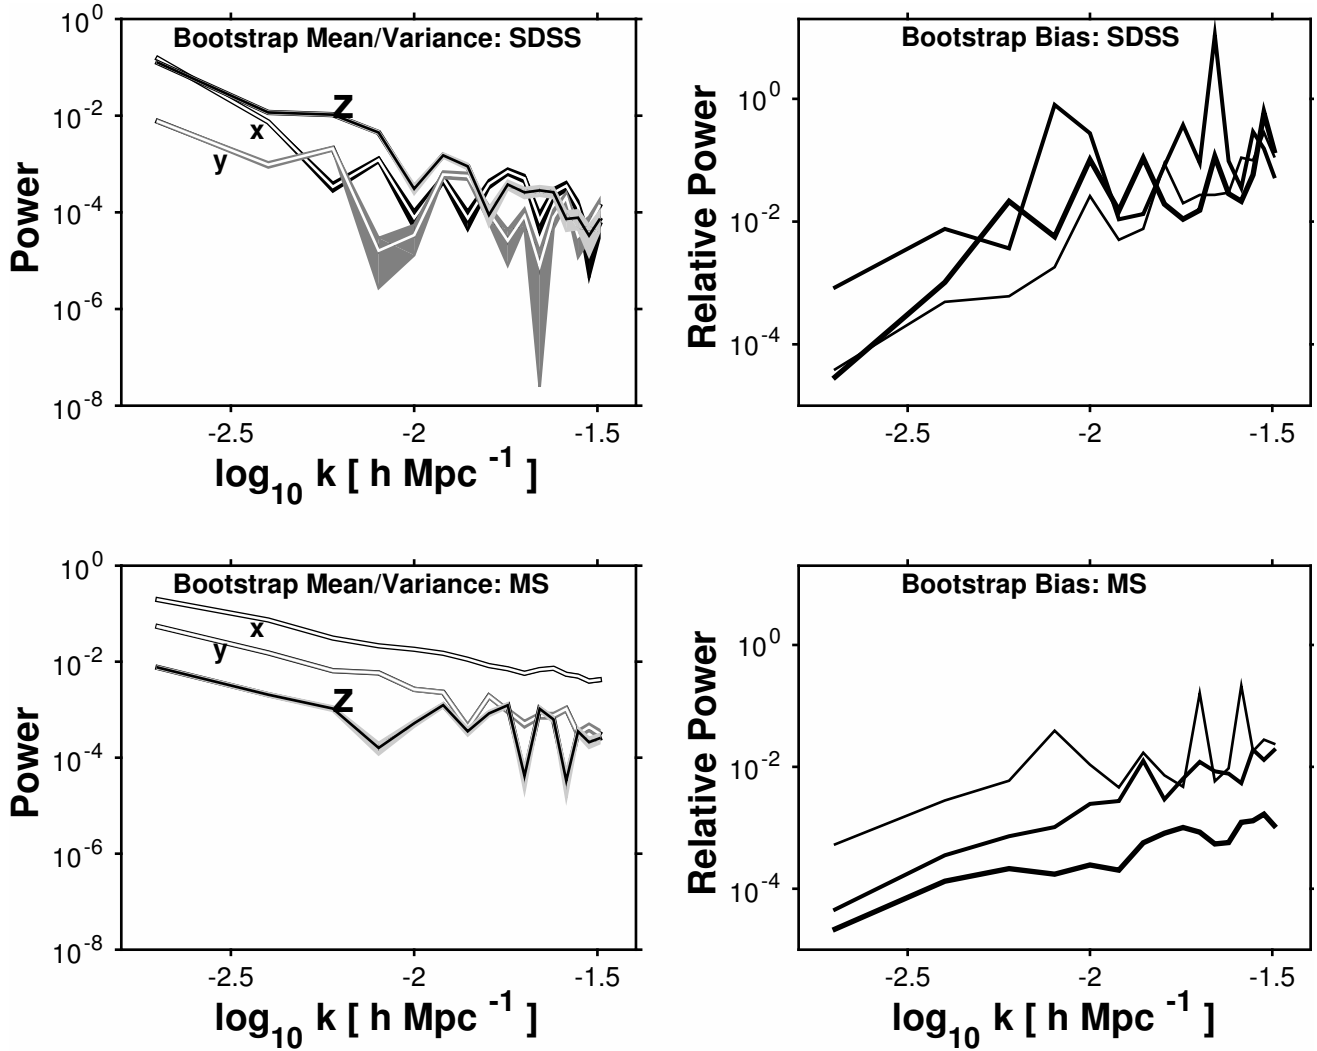 Bootstrap Mean/Variance: SDSS
10^0
10^-2
10^-4
10^-6
10^-8
Power
Z
x
y
-2.5 -2 -1.5
log_10 k [ h Mpc ^-1 ]
Bootstrap Bias: SDSS
10^0
10^-2
10^-4
Relative Power
-2.5 -2 -1.5
Bootstrap Mean/Variance: MS
10^0
10^-2
10^-4
10^-6
10^-8
Power
x
y
Z
-2.5 -2 -1.5
log_10 k [ h Mpc ^-1 ]
Bootstrap Bias: MS
10^0
10^-2
10^-4
Relative Power
-2.5 -2 -1.5
log_10 k [ h Mpc ^-1 ]